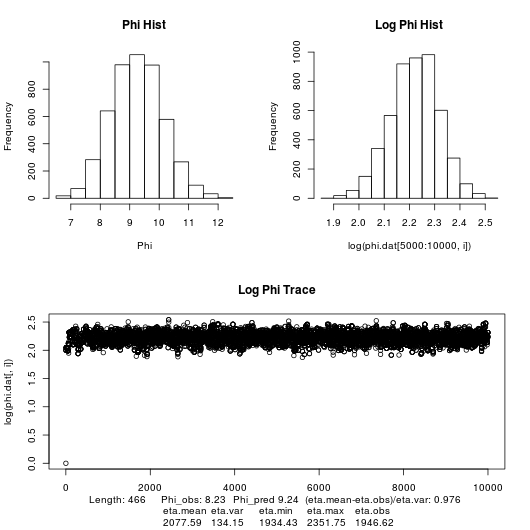 Phi Hist
Log Phi Hist
Frequency
0 200 400 600 800
7 8 9 10 11 12
Phi
Frequency
0 200 400 600 800 1000
1.9 2.0 2.1 2.2 2.3 2.4 2.5
log(phi.dat[5000:10000, i])
Log Phi Trace
log(phi.dat[, i])
0.0 0.5 1.0 1.5 2.0 2.5
0 2000 4000 6000 8000 10000
Length: 466 Phi_obs: 8.23 Phi_pred 9.24 (eta.mean-eta.obs)/eta.var: 0.976
eta.mean eta.var eta.min eta.max eta.obs
2077.59 134.15 1934.43 2351.75 1946.62